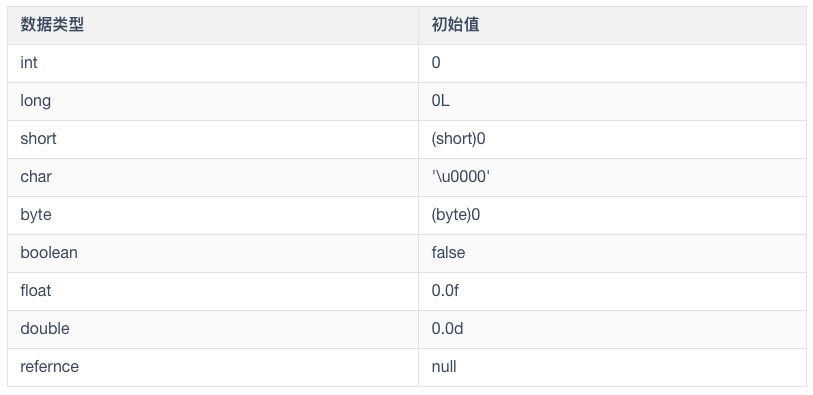 数据类型 初始值
int 0
long 0L
short (short)0
char '\u0000'
byte (byte)0
boolean false
float 0.0f
double 0.0d
refernce null